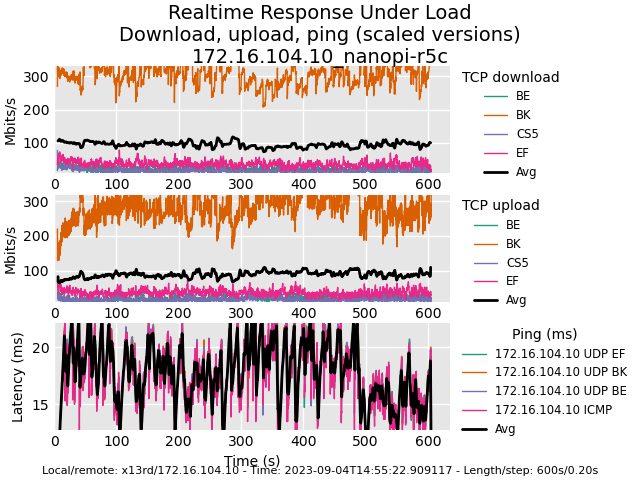 Realtime Response Under Load
Download, upload, ping (scaled versions)
172.16.104.10_nanopi-r5c
Mbits/s
300
200
100
0 100 200 300 400 500 600
TCP download
BE
BK
CS5
EF
Avg
Mbits/s
300
200
100
0 100 200 300 400 500 600
TCP upload
BE
BK
CS5
EF
Avg
Latency (ms)
20
15
0 100 200 300 400 500 600
Time (s)
Ping (ms)
172.16.104.10 UDP EF
172.16.104.10 UDP BK
172.16.104.10 UDP BE
172.16.104.10 ICMP
Avg
Local/remote: x13rd/172.16.104.10 - Time: 2023-09-04T14:55:22.909117 - Length/step: 600s/0.20s